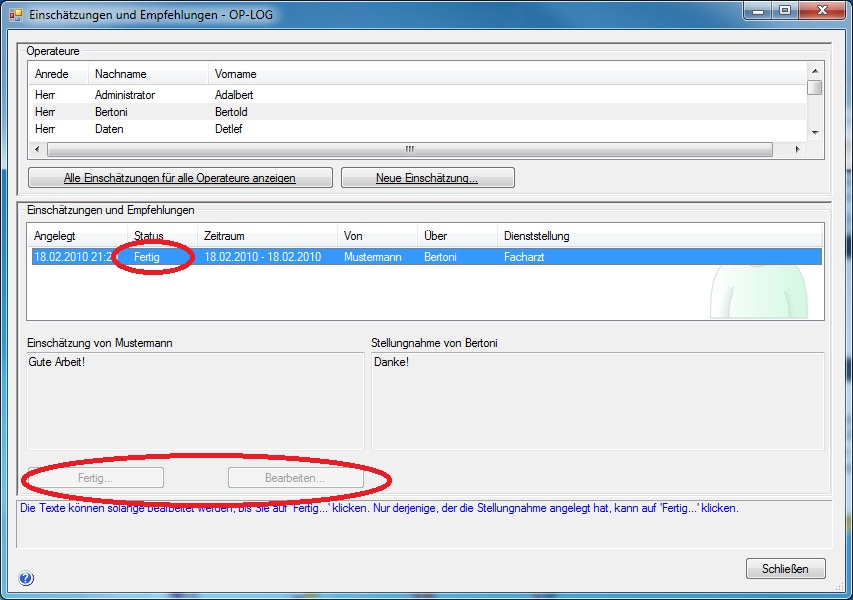 Einschätzungen und Empfehlungen - OP-LOG
Operateure
Anrede Nachname Vorname
Herr Administrator Adalbert
Herr Bertoni Bertold
Herr Daten Detlef
Alle Einschätzungen für alle Operateure anzeigen Neue Einschätzung...
Einschätzungen und Empfehlungen
Angelegt Status Zeitraum Von Über Dienststellung
18.02.2010 21:2 Fertig 18.02.2010 - 18.02.2010 Mustermann Bertoni Facharzt
Einschätzung von Mustermann Stellungnahme von Bertoni
Gute Arbeit! Danke!
Fertig... Bearbeiten...
Die Texte können solange bearbeitet werden, bis Sie auf 'Fertig...' klicken. Nur derjenige, der die Stellungnahme angelegt hat, kann auf 'Fertig...' klicken.
Schließen